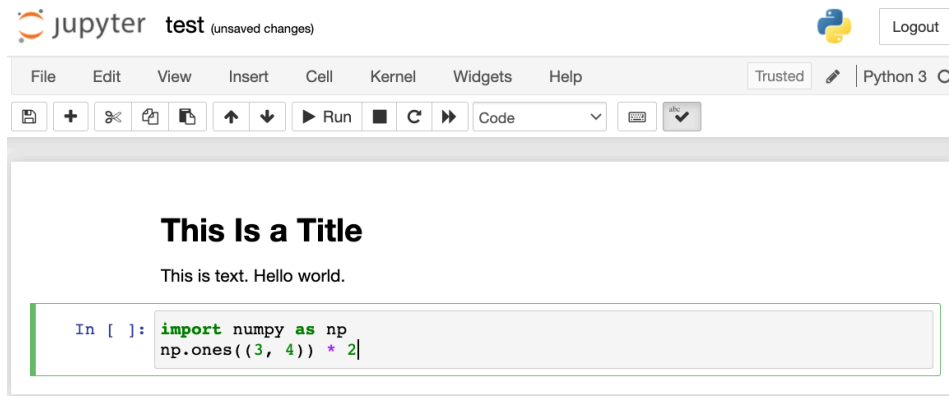 jupyter test (unsaved changes) Logout
File Edit View Insert Cell Kernel Widgets Help Trusted Python 3
Run Code abc
This Is a Title
This is text. Hello world.
In [ ]: import numpy as np
np.ones((3, 4)) * 2